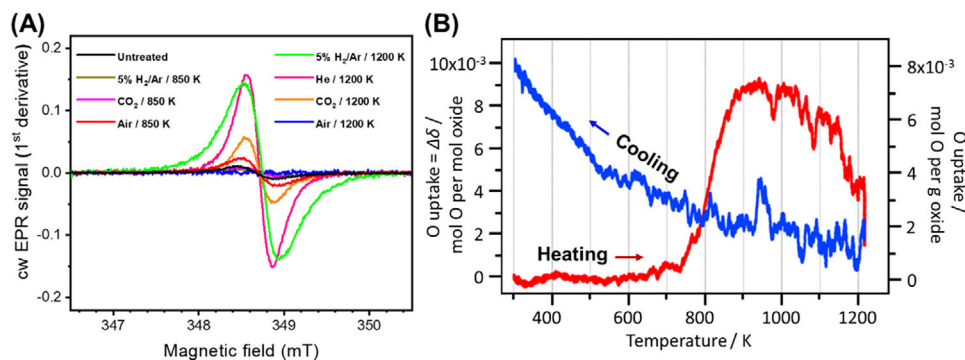 (A)
cw EPR signal (1st derivative)
0.2
0.1
0.0
-0.1
-0.2
Untreated
5% H2/Ar / 850 K
CO2 / 850 K
Air / 850 K
5% H2/Ar / 1200 K
He / 1200 K
CO2 / 1200 K
Air / 1200 K
347
348
349
350
Magnetic field (mT)
(B)
O uptake = Δδ /
mol O per mol oxide
10x10-3
8
6
4
2
0
Cooling
Heating
8x10-3
6
4
2
0
O uptake /
mol O per g oxide
400
600
800
1000
1200
Temperature / K